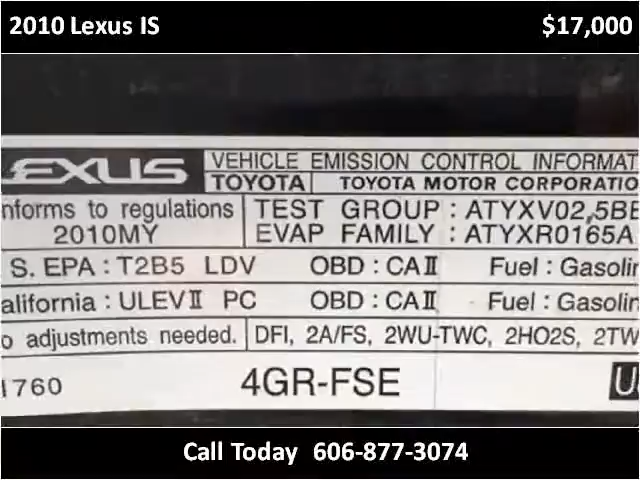 2010 Lexus IS $17,000
LEXUS VEHICLE EMISSION CONTROL INFORMAT
TOYOTA TOYOTA MOTOR CORPORATIO
nforms to regulations TEST GROUP : ATYXV02.5BE
2010MY EVAP FAMILY : ATYXR0165A
S. EPA : T2B5 LDV OBD : CAII Fuel : Gasolin
alifornia : ULEVII PC OBD : CAII Fuel : Gasolin
o adjustments needed. DFI, 2A/FS, 2WU-TWC, 2HO2S, 2TW
1760 4GR-FSE U
Call Today 606-877-3074